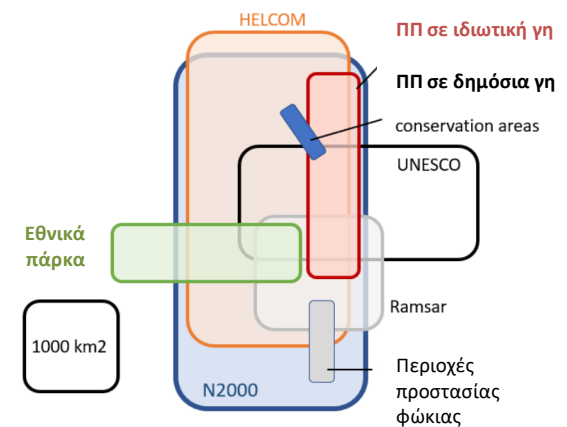 HELCOM
ΠΠ σε ιδιωτική γη
ΠΠ σε δημόσια γη
conservation areas
UNESCO
Εθνικά
πάρκα
Ramsar
1000 km2
N2000
Περιοχές
προστασίας
φώκιας